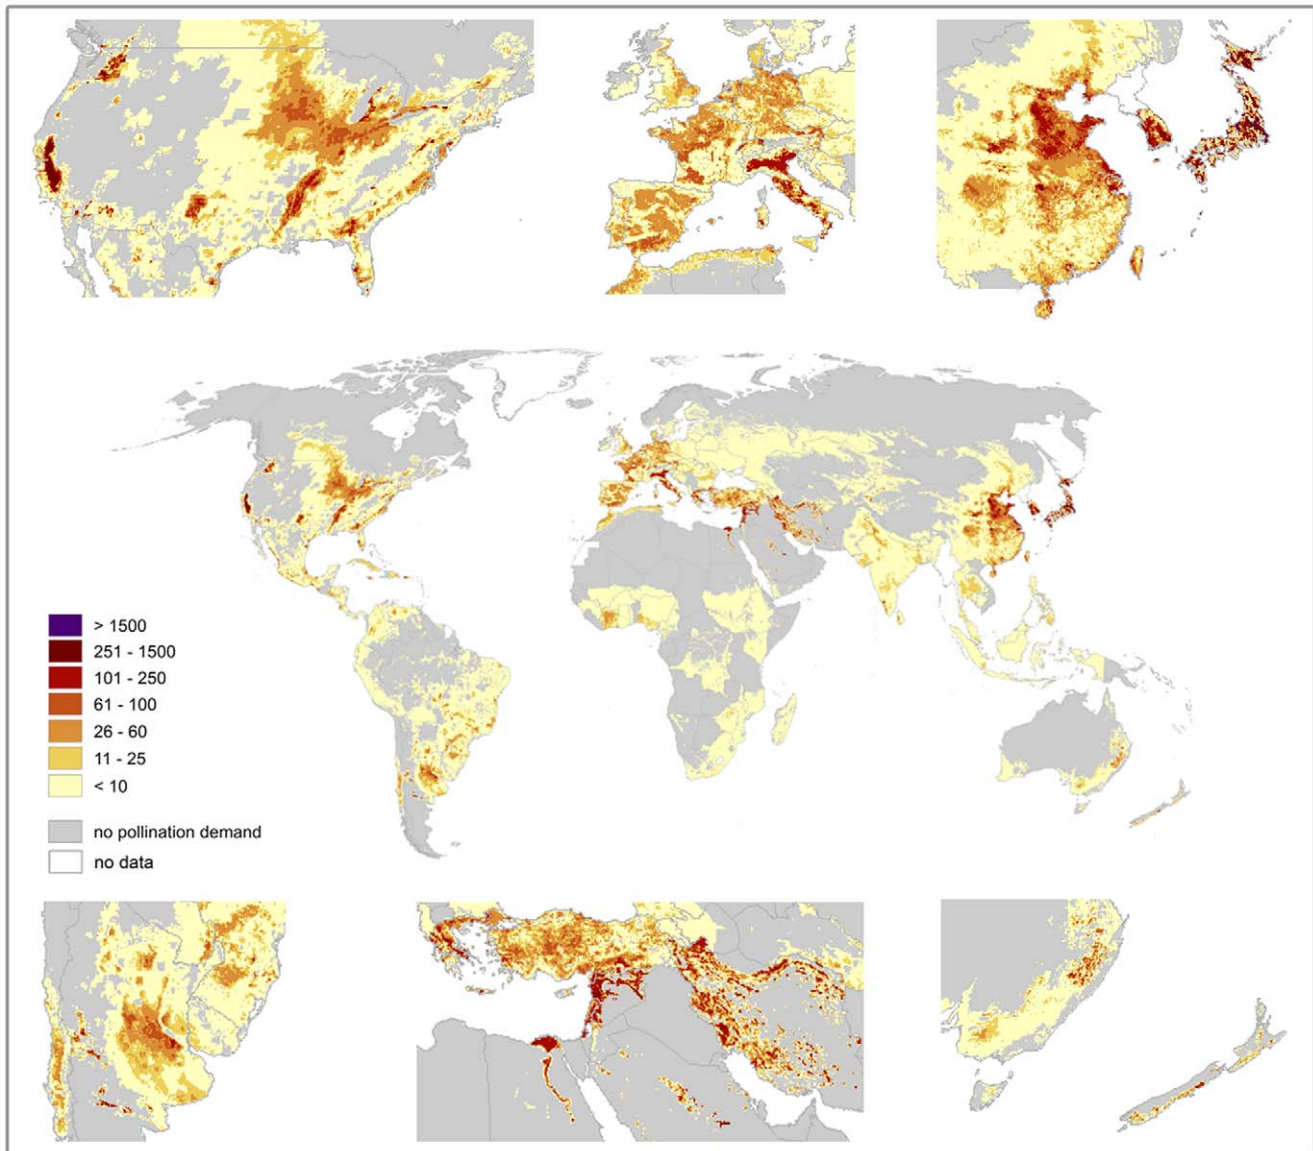 > 1500
251 - 1500
101 - 250
61 - 100
26 - 60
11 - 25
< 10
no pollination demand
no data